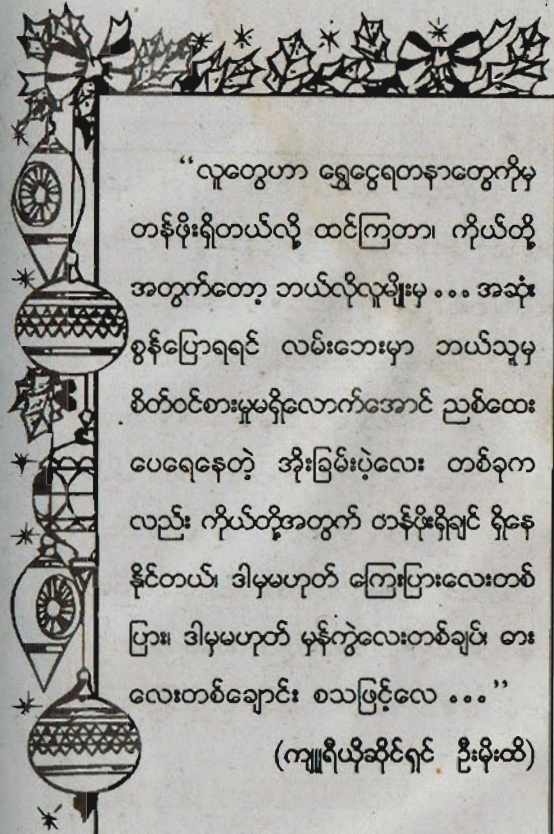 “လူတွေဟာ ရွှေငွေရတနာတွေကိုမှ
တန်ဖိုးရှိတယ်လို့ ထင်ကြတာ၊ ကိုယ်တို့
အတွက်တော့ ဘယ်လိုလူမျိုးမှ ... အဆုံး
စွန်ပြောရရင် လမ်းဘေးမှာ ဘယ်သူမှ
စိတ်ဝင်စားမှုမရှိလောက်အောင် ညစ်ထေး
ပေရေနေတဲ့ အိုးခြမ်းပဲ့လေး တစ်ခုက
လည်း ကိုယ်တို့အတွက် တန်ဖိုးရှိချင် ရှိနေ
နိုင်တယ်၊ ဒါမှမဟုတ် ကြေးပြားလေးတစ်
ပြား၊ ဒါမှမဟုတ် မှန်ကွဲလေးတစ်ချပ်၊ ဓား
လေးတစ်ချောင်း စသဖြင့်လေ ...”
(ကျူရီယိုဆိုင်ရှင် ဦးမိုးထိ)